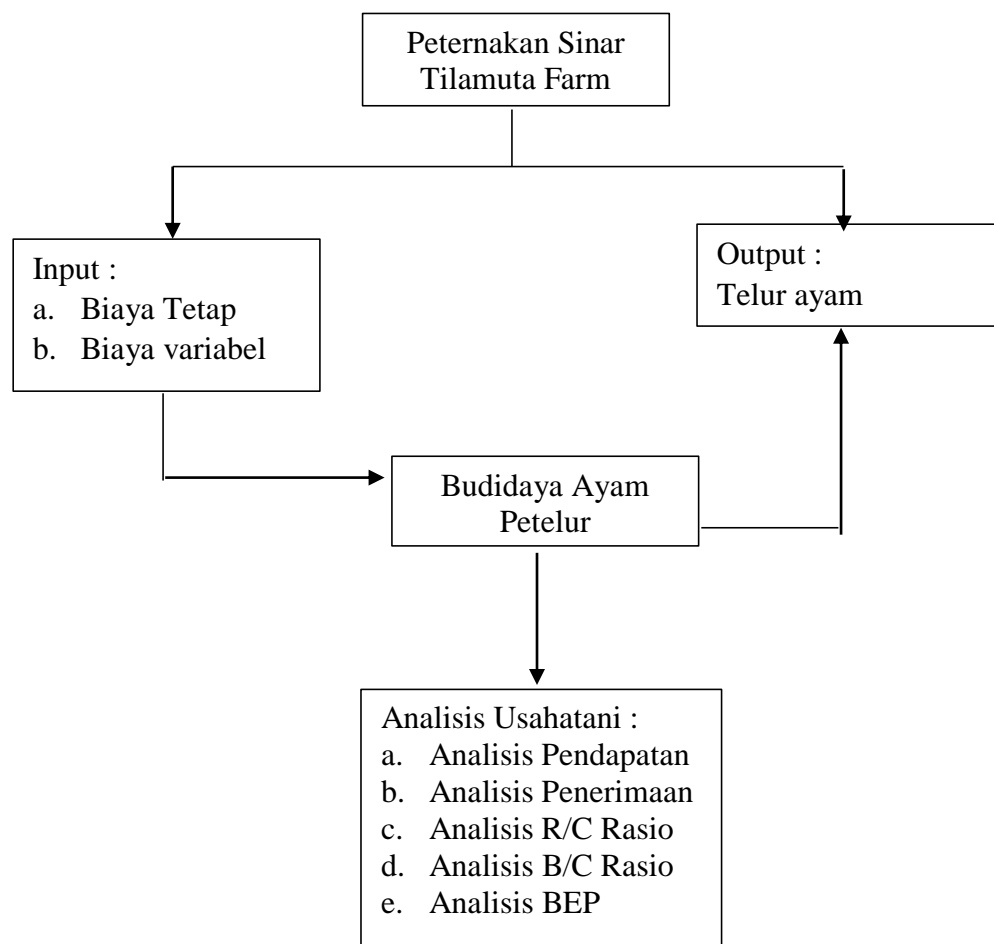 Peternakan Sinar
Tilamuta Farm
Input :
a. Biaya Tetap
b. Biaya variabel
Output :
Telur ayam
Budidaya Ayam
Petelur
Analisis Usahatani :
a. Analisis Pendapatan
b. Analisis Penerimaan
c. Analisis R/C Rasio
d. Analisis B/C Rasio
e. Analisis BEP